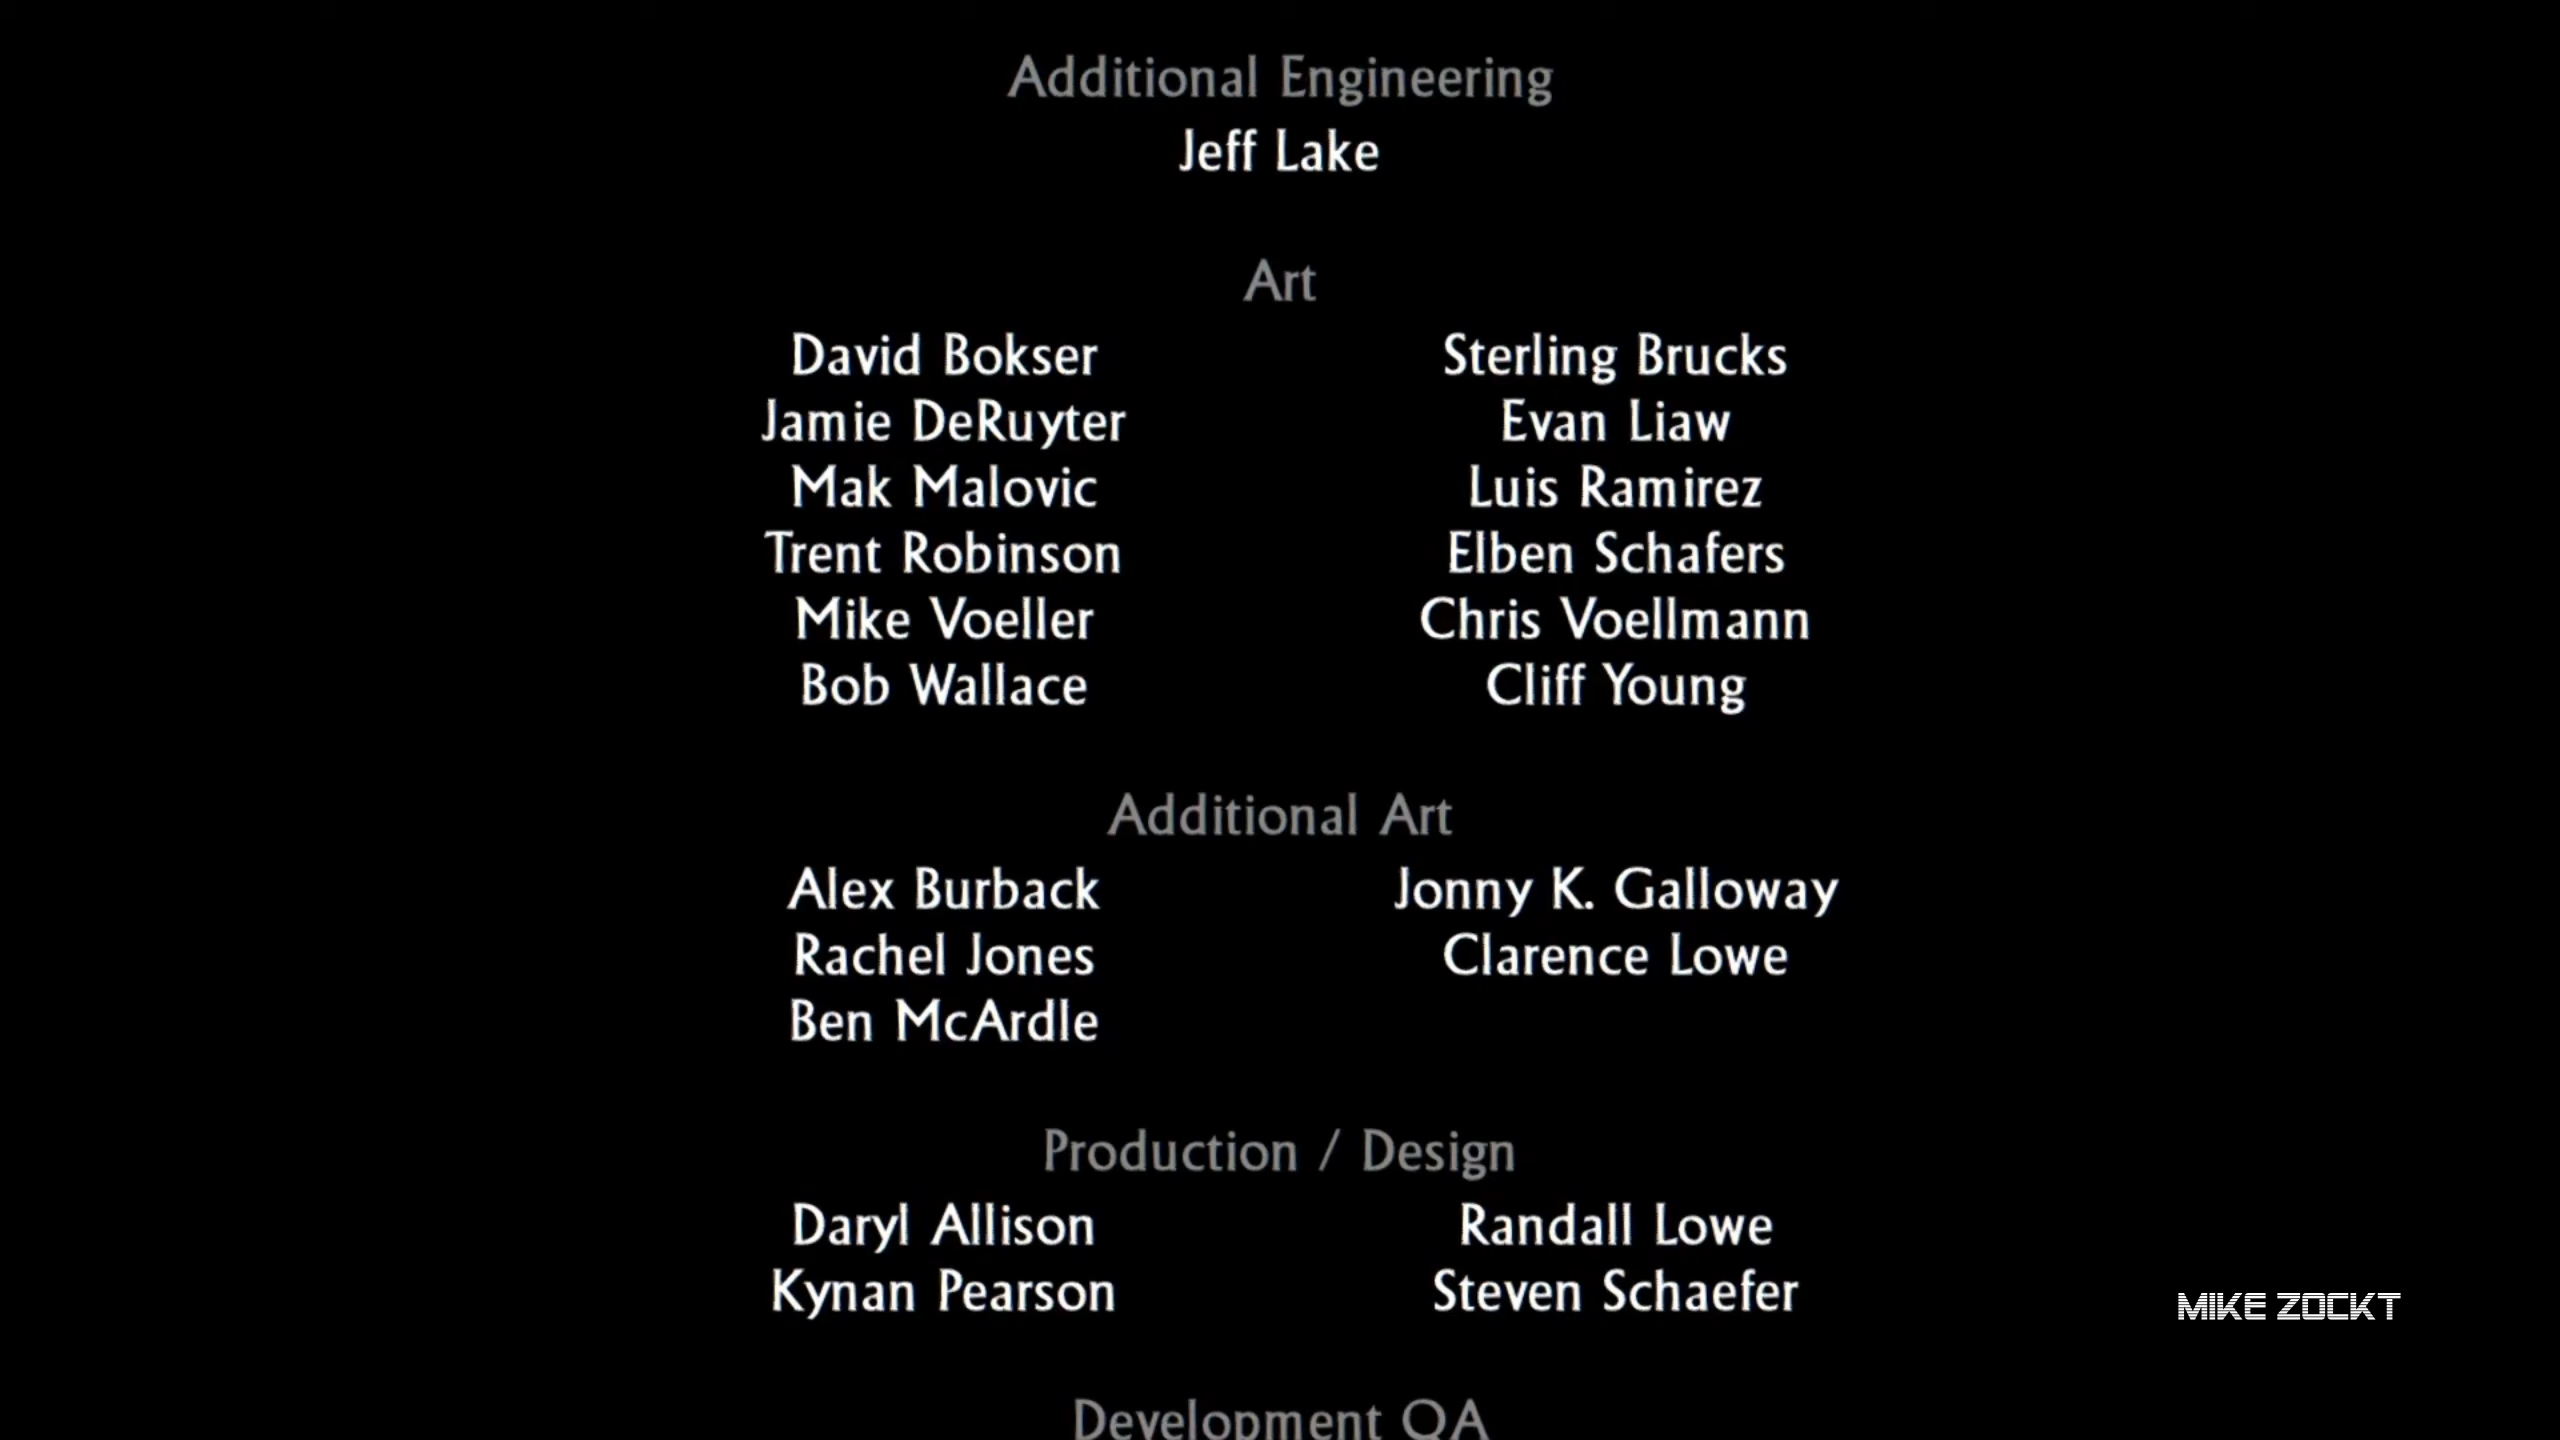 Additional Engineering
Jeff Lake
Art
David Bokser Sterling Brucks
Jamie DeRuyter Evan Liaw
Mak Malovic Luis Ramirez
Trent Robinson Elben Schafers
Mike Voeller Chris Voellmann
Bob Wallace Cliff Young
Additional Art
Alex Burback Jonny K. Galloway
Rachel Jones Clarence Lowe
Ben McArdle
Production / Design
Daryl Allison Randall Lowe
Kynan Pearson Steven Schaefer
MIKE ZOCKT
Development QA